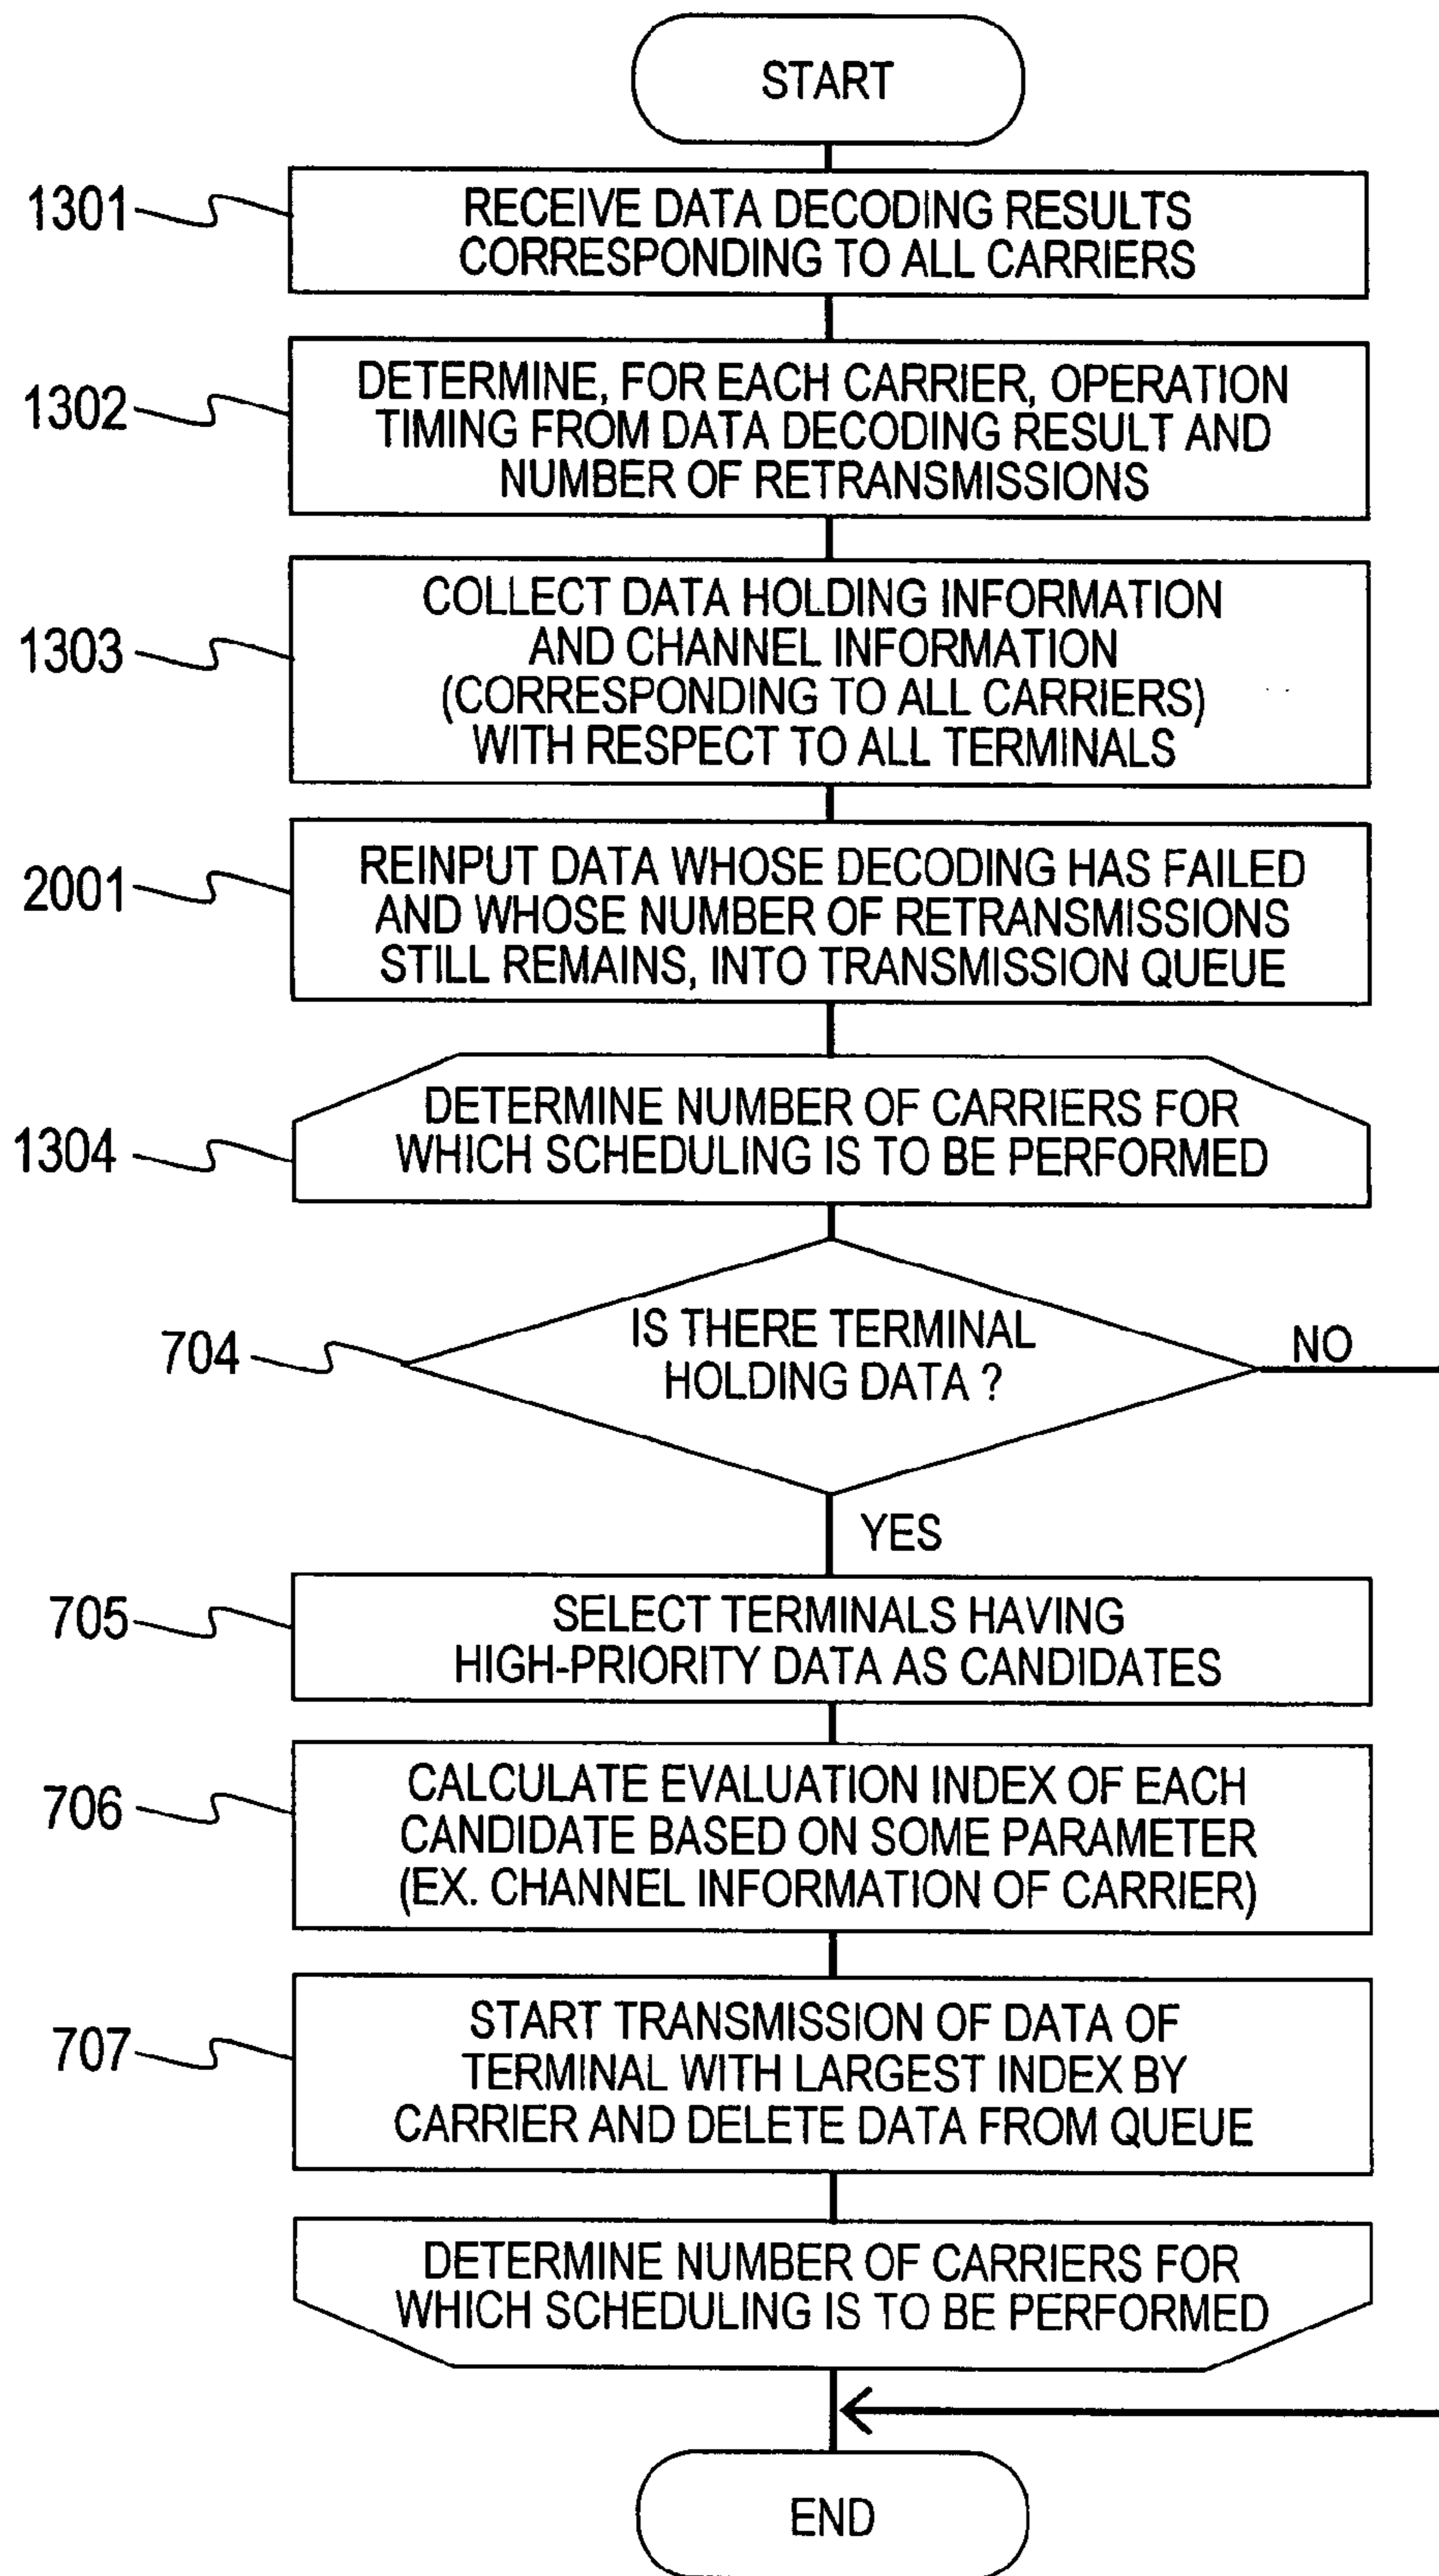 START
1301
RECEIVE DATA DECODING RESULTS
CORRESPONDING TO ALL CARRIERS
1302
DETERMINE, FOR EACH CARRIER, OPERATION
TIMING FROM DATA DECODING RESULT AND
NUMBER OF RETRANSMISSIONS
1303
COLLECT DATA HOLDING INFORMATION
AND CHANNEL INFORMATION
(CORRESPONDING TO ALL CARRIERS)
WITH RESPECT TO ALL TERMINALS
2001
REINPUT DATA WHOSE DECODING HAS FAILED
AND WHOSE NUMBER OF RETRANSMISSIONS
STILL REMAINS, INTO TRANSMISSION QUEUE
1304
DETERMINE NUMBER OF CARRIERS FOR
WHICH SCHEDULING IS TO BE PERFORMED
704
IS THERE TERMINAL
HOLDING DATA ?
NO
YES
705
SELECT TERMINALS HAVING
HIGH-PRIORITY DATA AS CANDIDATES
706
CALCULATE EVALUATION INDEX OF EACH
CANDIDATE BASED ON SOME PARAMETER
(EX. CHANNEL INFORMATION OF CARRIER)
707
START TRANSMISSION OF DATA OF
TERMINAL WITH LARGEST INDEX BY
CARRIER AND DELETE DATA FROM QUEUE
DETERMINE NUMBER OF CARRIERS FOR
WHICH SCHEDULING IS TO BE PERFORMED
END